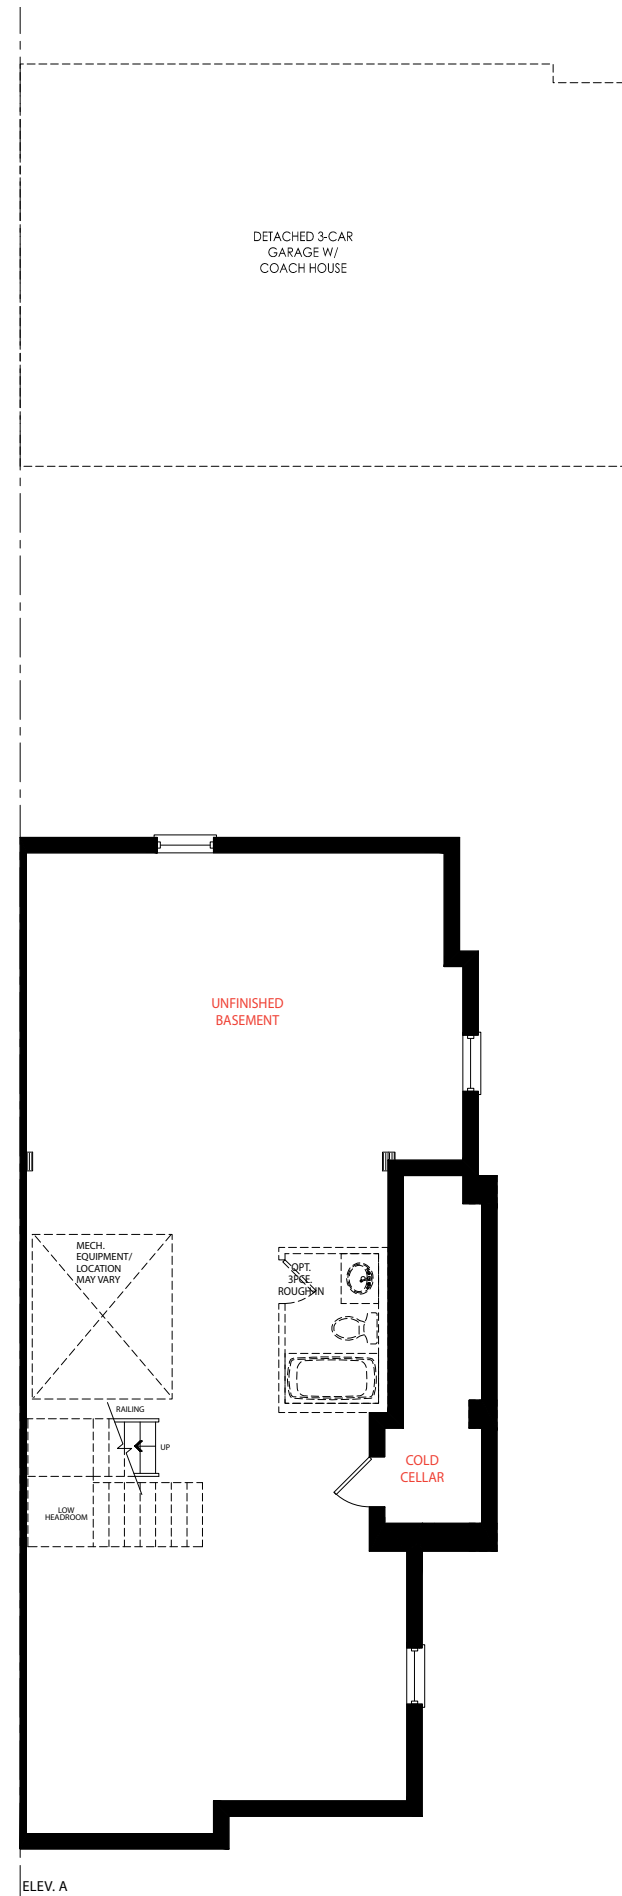 DETACHED 3-CAR
GARAGE W/
COACH HOUSE
UNFINISHED
BASEMENT
MECH.
EQUIPMENT/
LOCATION
MAY VARY
OPT.
3PCE.
ROUGH-IN
RAILING
UP
LOW
HEADROOM
COLD
CELLAR
ELEV. A